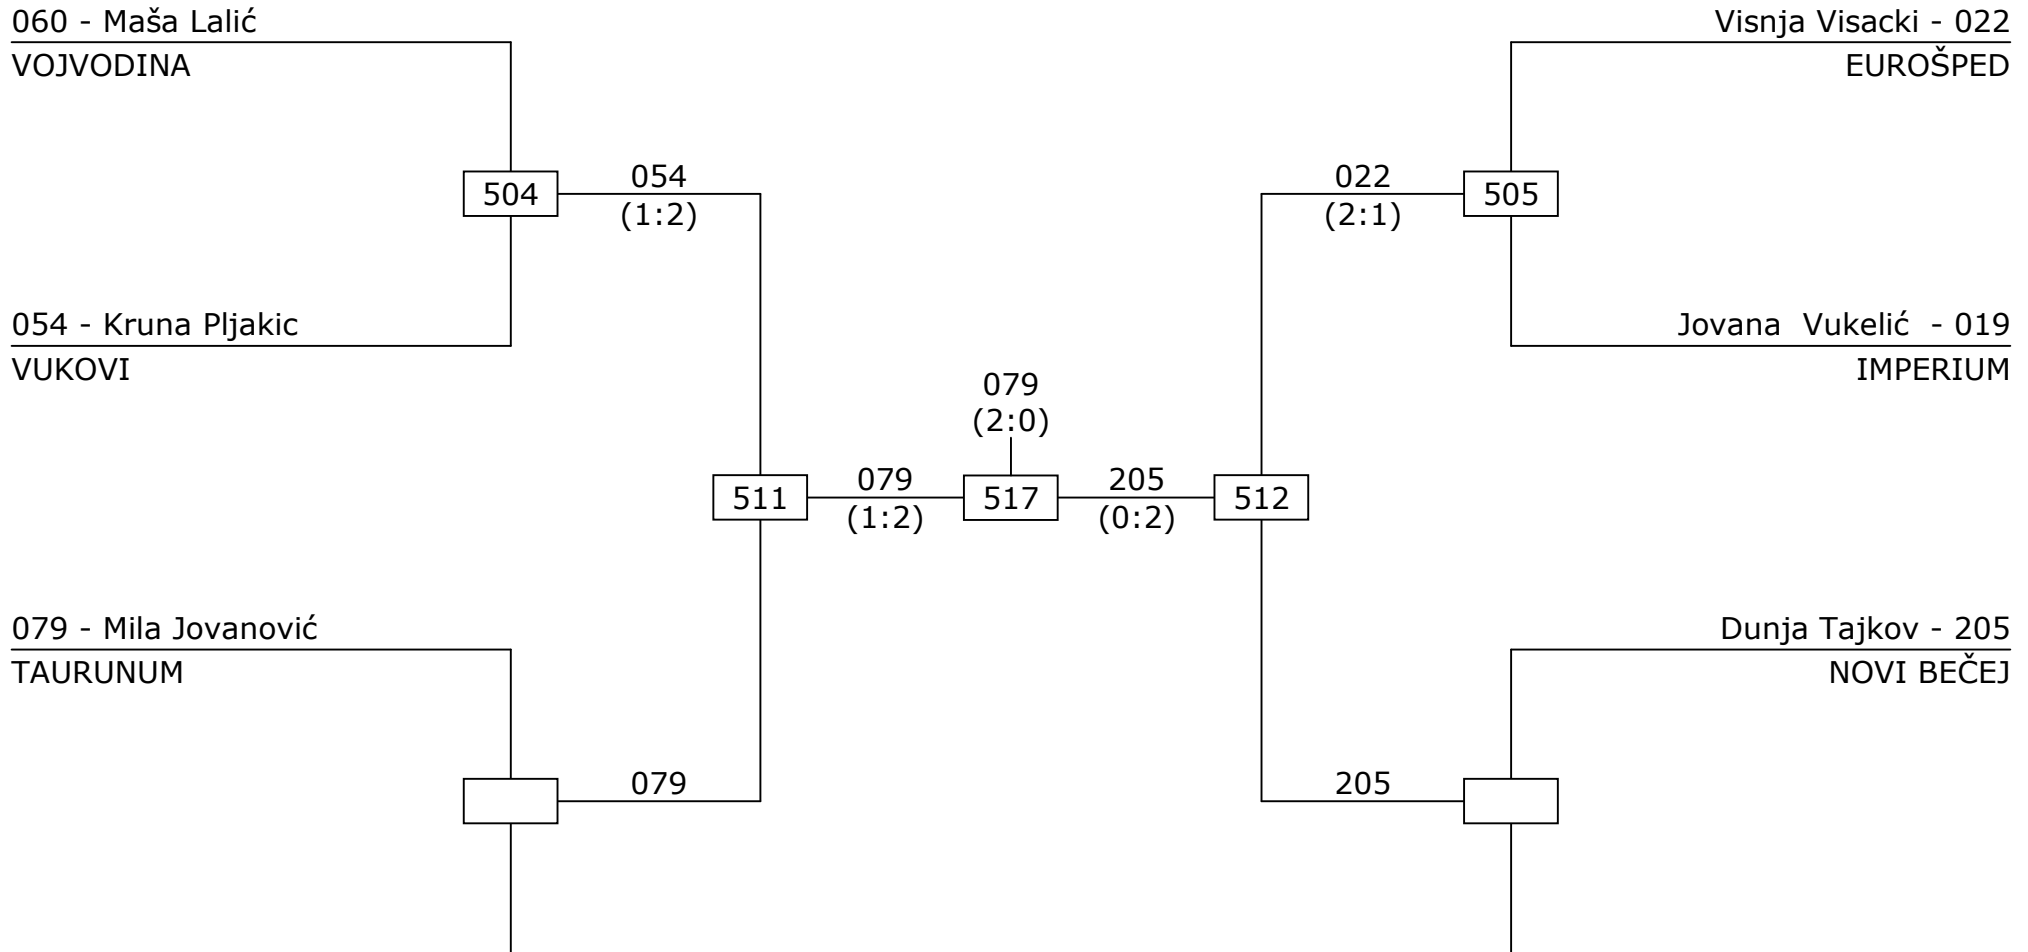 060 - Maša Lalić
VOJVODINA
Visnja Visacki - 022
EUROŠPED
504
054
(1:2)
022
(2:1)
505
054 - Kruna Pljakic
VUKOVI
Jovana  Vukelić  - 019
IMPERIUM
079
(2:0)
511
079
(1:2)
517
205
(0:2)
512
079 - Mila Jovanović
TAURUNUM
Dunja Tajkov - 205
NOVI BEČEJ
079
205